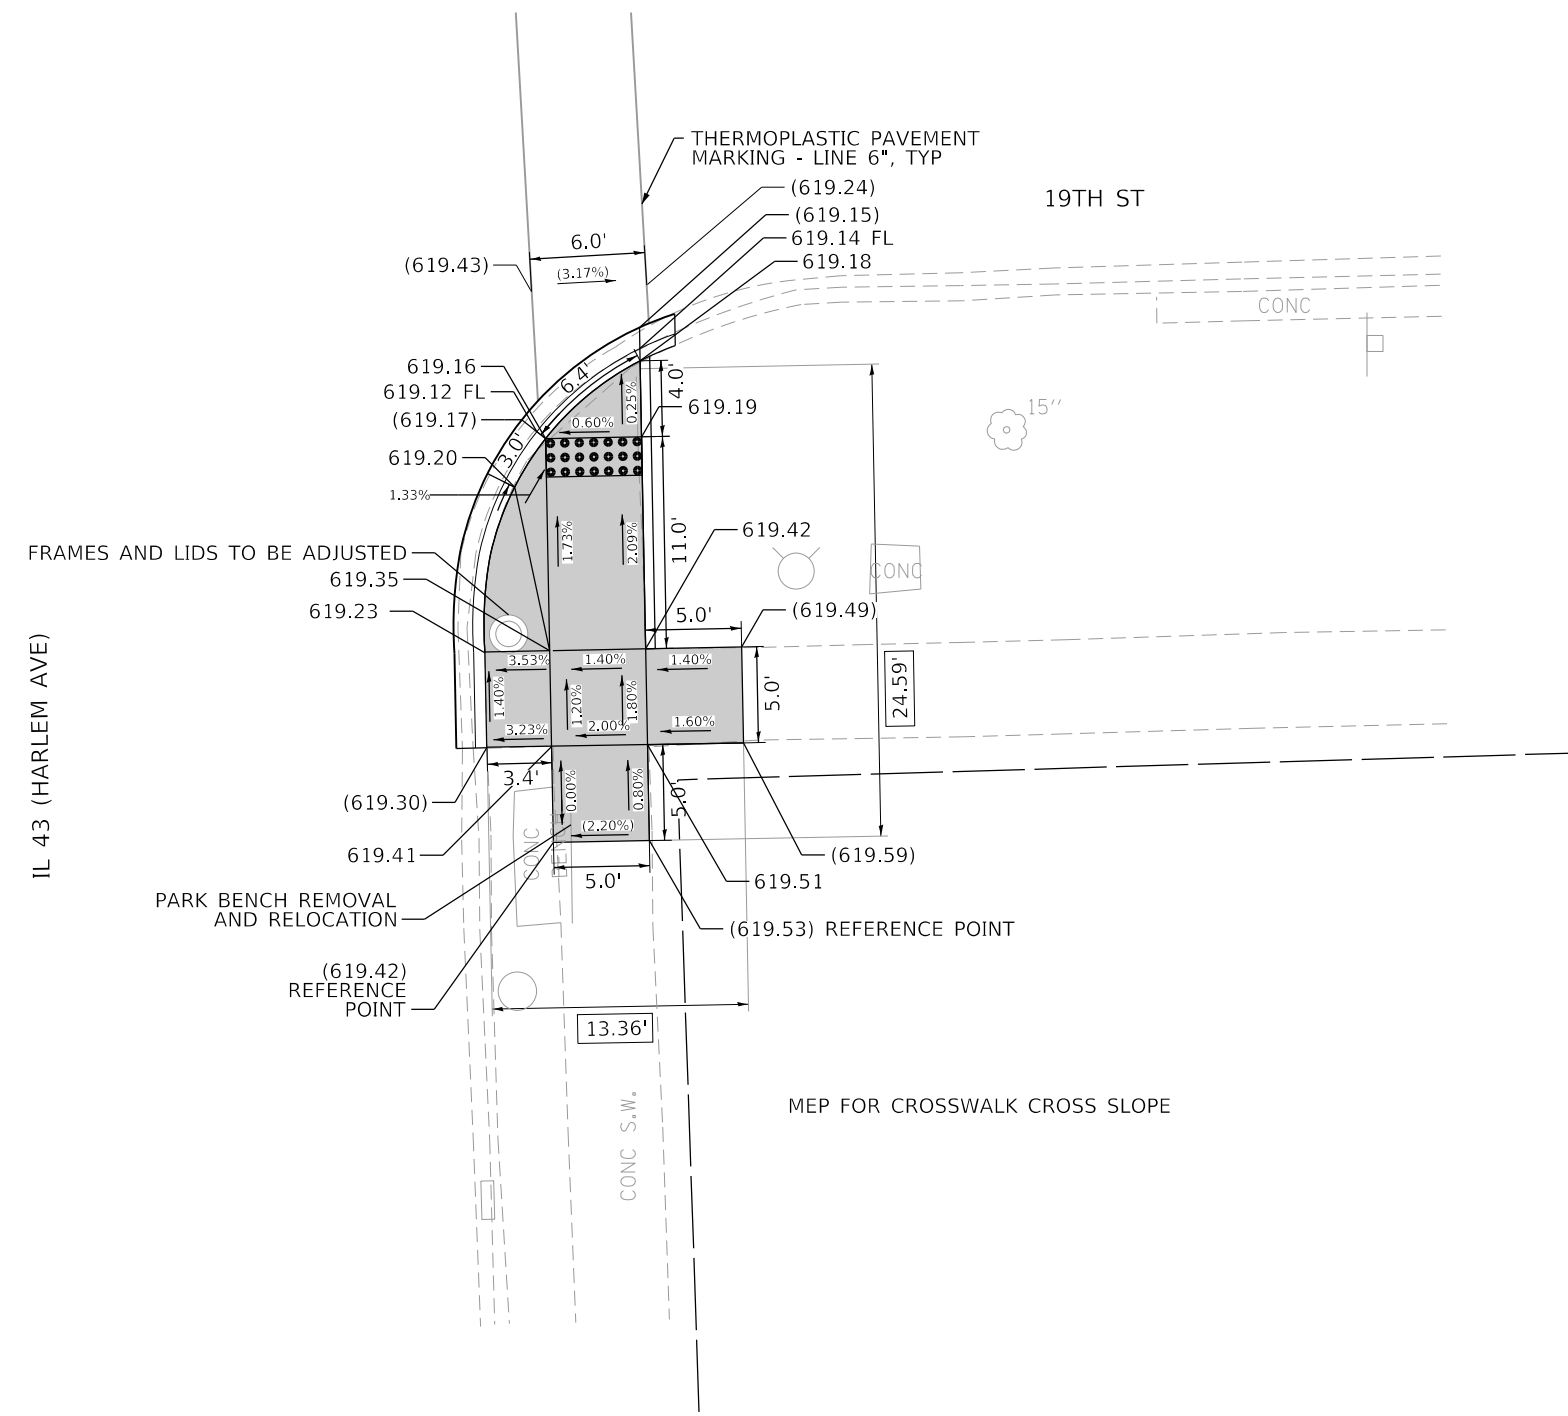 THERMOPLASTIC PAVEMENT
MARKING - LINE 6", TYP
(619.24)
19TH ST
(619.15)
6.0'
619.14 FL
(619.43)
(3.17%)
619.18
CONC
619.16
6.4'
4.0'
619.12 FL
0.25%
619.19
15''
(619.17)
0.60%
3.0'
619.20
1.33%
1.73%
2.09%
11.0'
619.42
FRAMES AND LIDS TO BE ADJUSTED
CONC
619.35
619.23
5.0'
(619.49)
3.53%
1.40%
1.40%
1.40%
1.20%
1.80%
5.0'
24.59'
3.23%
2.00%
1.60%
IL 43 (HARLEM AVE)
3.4'
0.00%
0.80%
5.0'
(619.30)
(2.20%)
CONC
BENCH
619.41
(619.59)
5.0'
619.51
PARK BENCH REMOVAL
AND RELOCATION
(619.53) REFERENCE POINT
(619.42)
REFERENCE
POINT
13.36'
MEP FOR CROSSWALK CROSS SLOPE
CONC S.W.